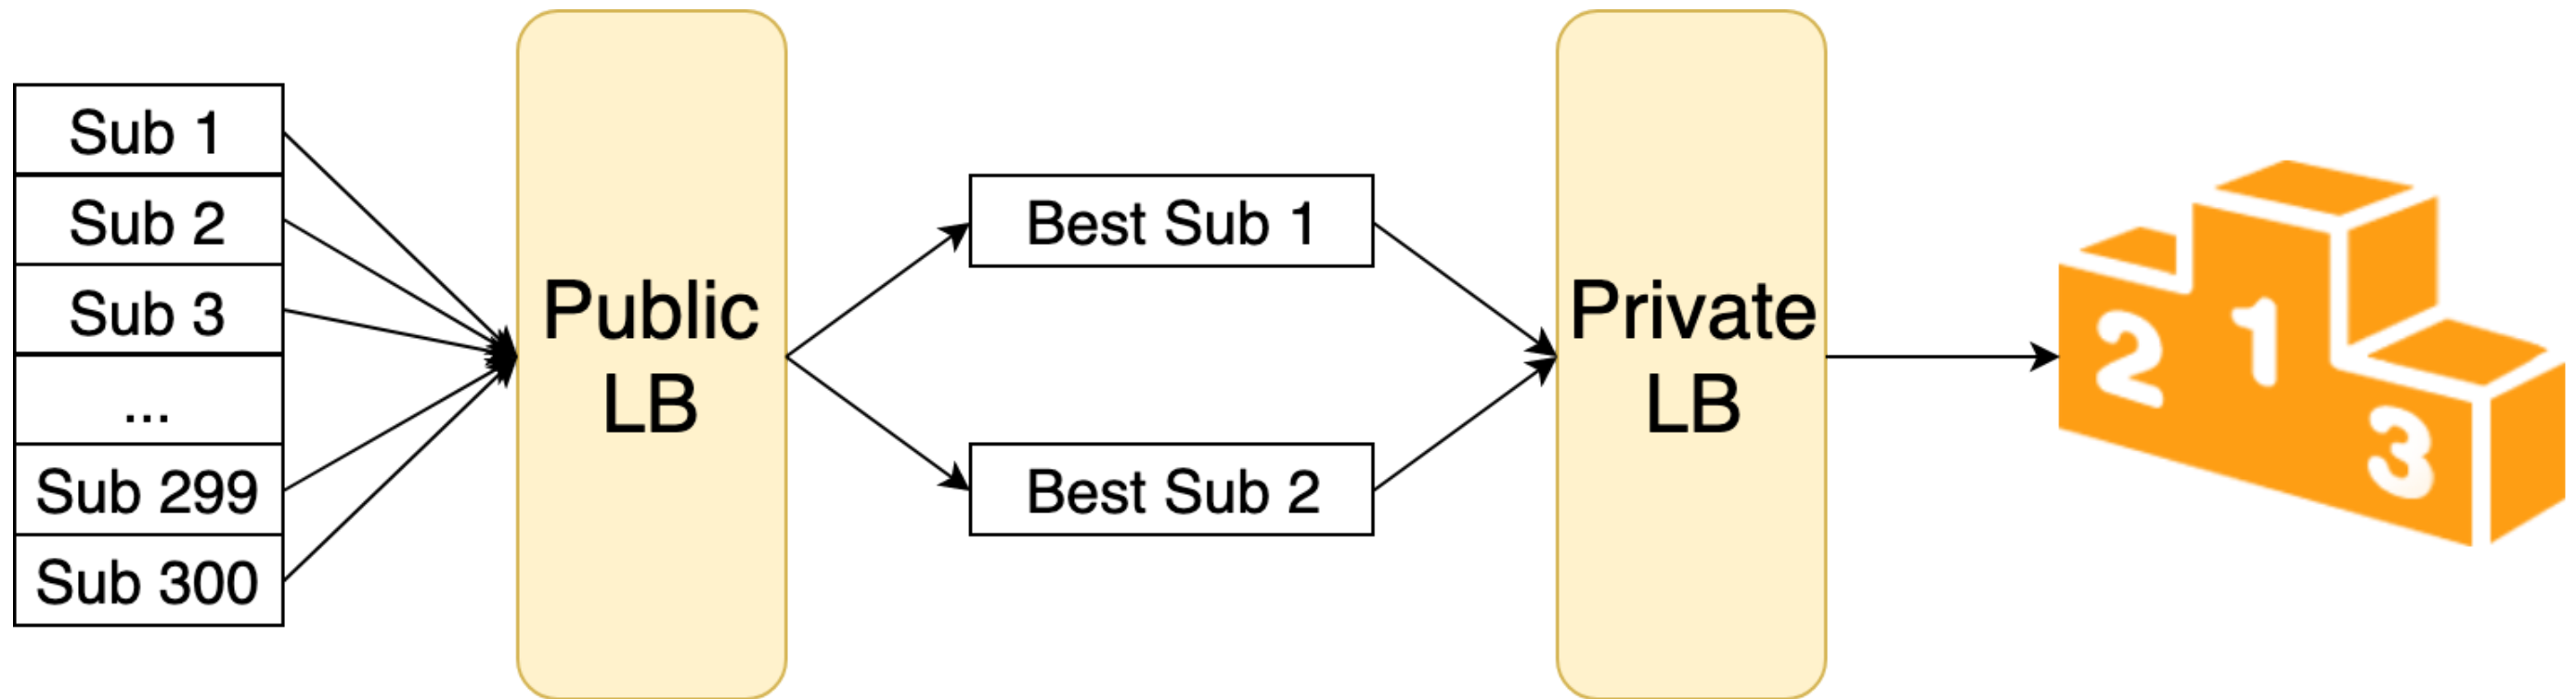 Sub 1
Sub 2
Sub 3
...
Sub 299
Sub 300
Public
LB
Best Sub 1
Best Sub 2
Private
LB
2
1
3